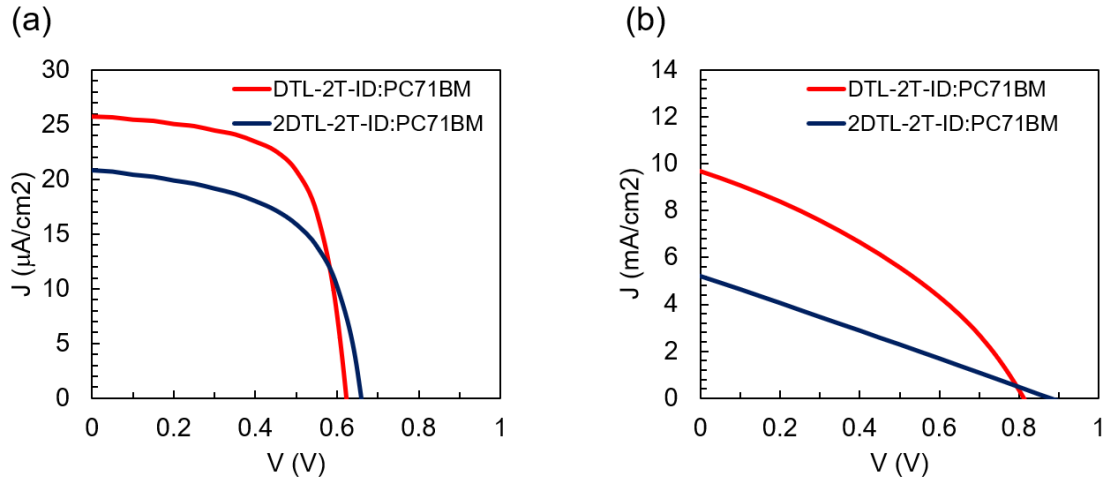 (a)
30
25
20
15
10
5
0
J (μA/cm2)
DTL-2T-ID:PC71BM
2DTL-2T-ID:PC71BM
0 0.2 0.4 0.6 0.8 1
V (V)
(b)
14
12
10
8
6
4
2
0
J (mA/cm2)
DTL-2T-ID:PC71BM
2DTL-2T-ID:PC71BM
0 0.2 0.4 0.6 0.8 1
V (V)